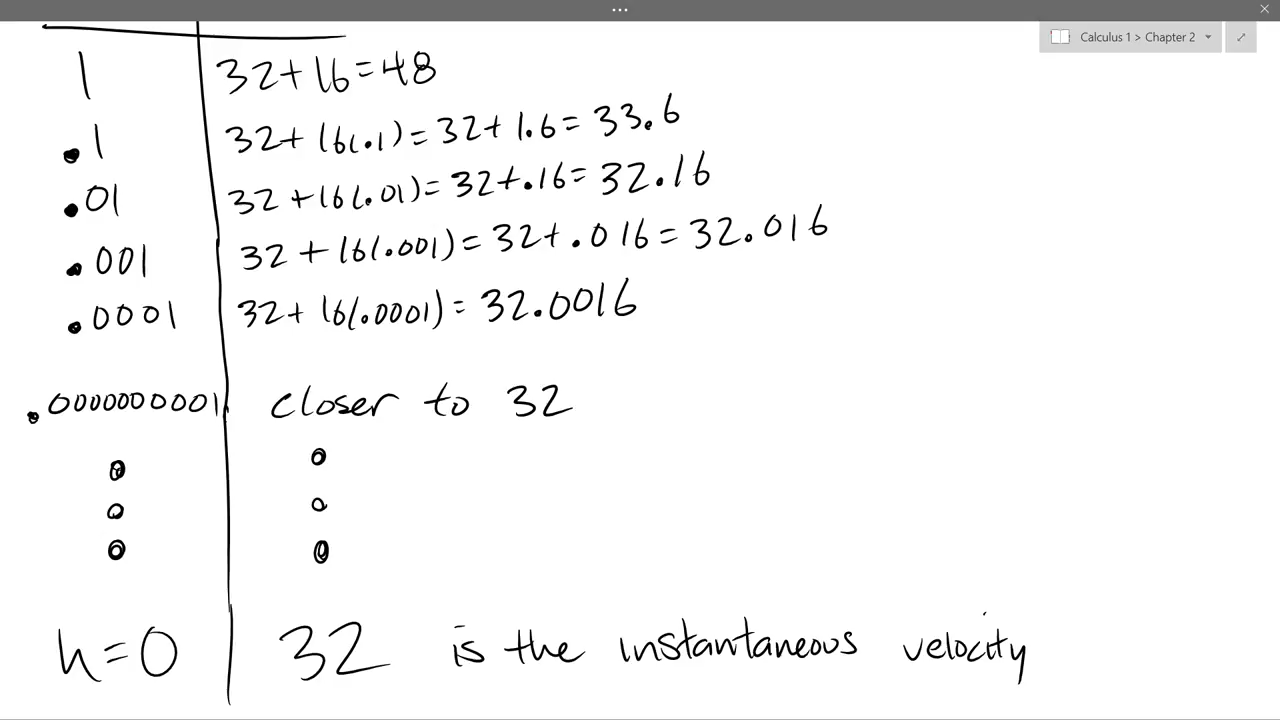 Calculus 1 > Chapter 2
1 32+16=48
.1 32+16(.1)=32+1.6=33.6
.01 32+16(.01)=32+.16=32.16
.001 32+16(.001)=32+.016=32.016
.0001 32+16(.0001)=32.0016
.0000000001 closer to 32
h=0 32 is the instantaneous velocity